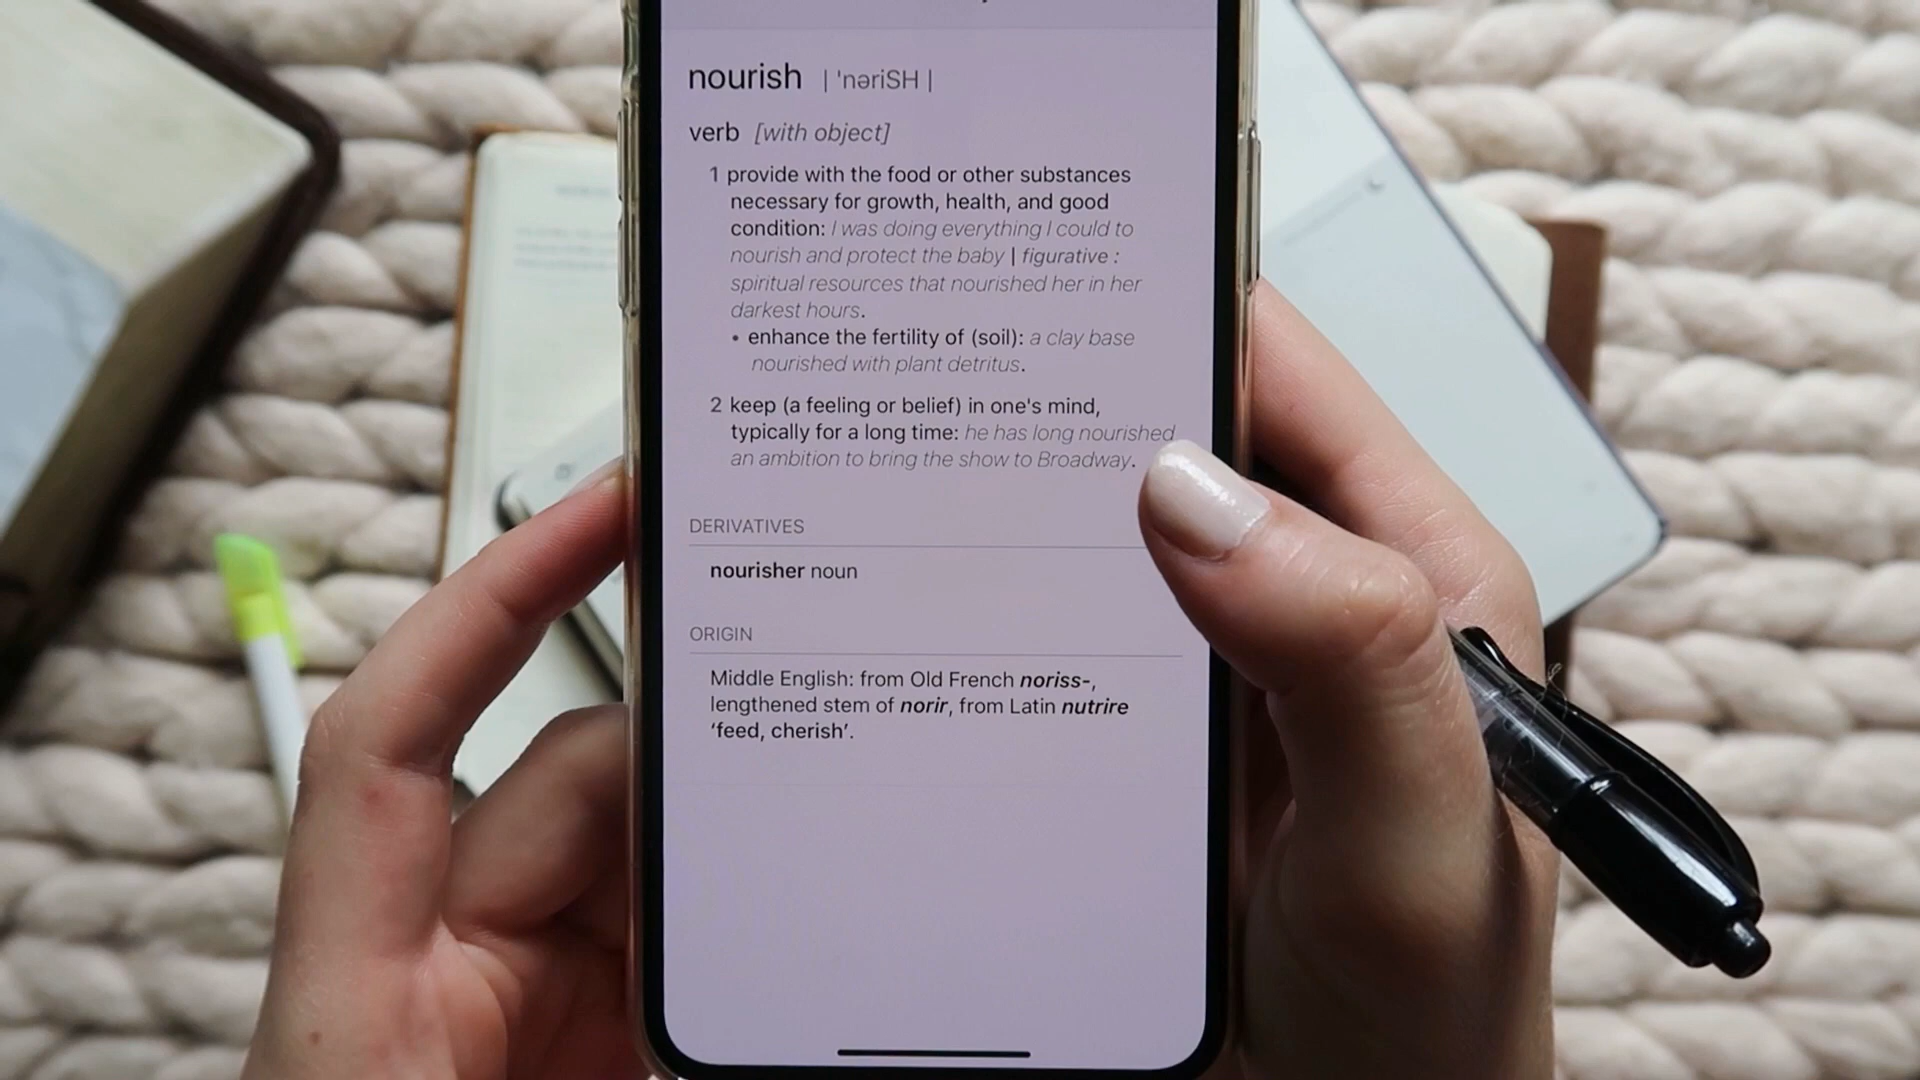 nourish | 'nəriSH |
verb [with object]
1 provide with the food or other substances
necessary for growth, health, and good
condition: I was doing everything I could to
nourish and protect the baby | figurative :
spiritual resources that nourished her in her
darkest hours.
• enhance the fertility of (soil): a clay base
nourished with plant detritus.
2 keep (a feeling or belief) in one's mind,
typically for a long time: he has long nourished
an ambition to bring the show to Broadway.
DERIVATIVES
nourisher noun
ORIGIN
Middle English: from Old French noriss-,
lengthened stem of norir, from Latin nutrire
‘feed, cherish’.